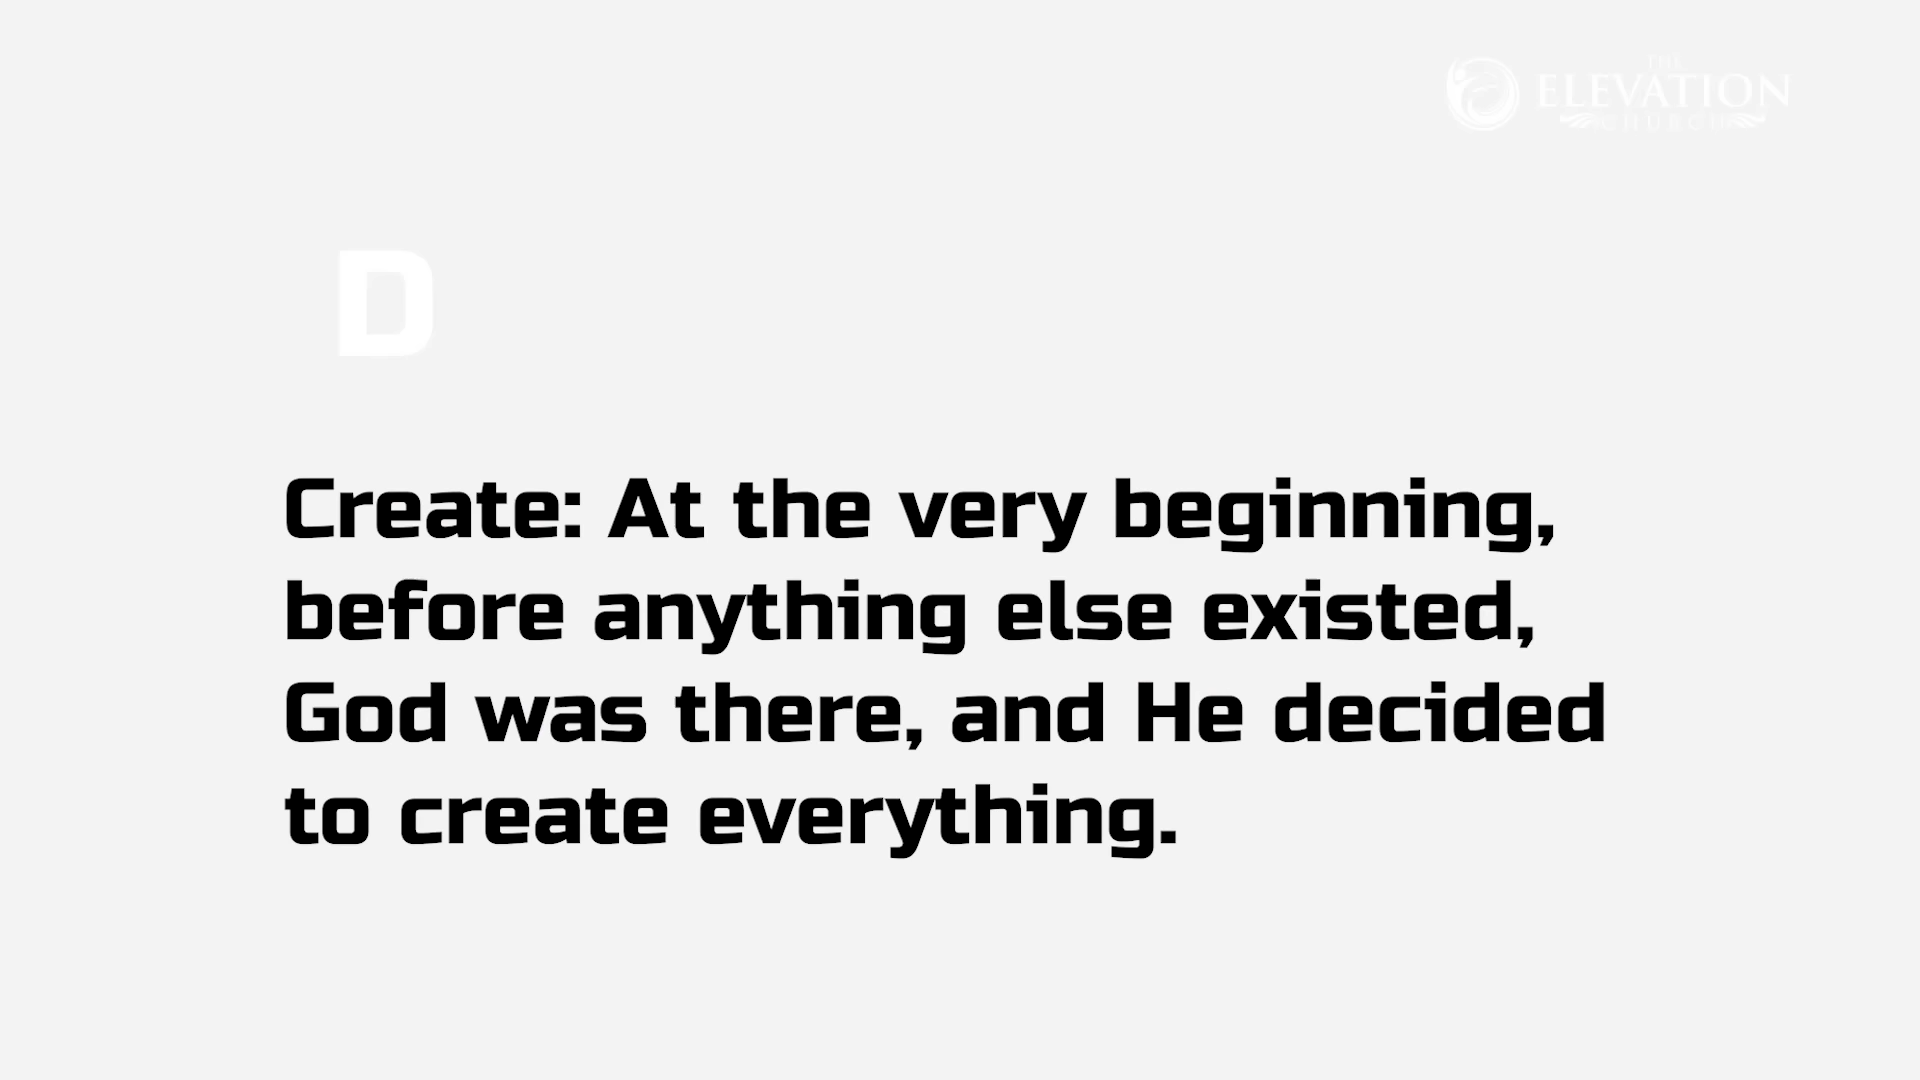 THE
ELEVATION
CHURCH
D
Create: At the very beginning,
before anything else existed,
God was there, and He decided
to create everything.